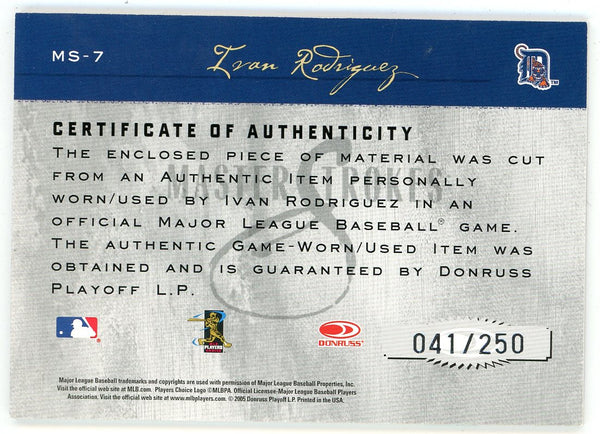 MS-7
Ivan Rodriguez
D
TM
CERTIFICATE OF AUTHENTICITY
THE ENCLOSED PIECE OF MATERIAL WAS CUT
FROM AN AUTHENTIC ITEM PERSONALLY
MASTER STROKES
WORN/USED BY IVAN RODRIGUEZ IN AN
OFFICIAL MAJOR LEAGUE BASEBALL® GAME.
THE AUTHENTIC GAME-WORN/USED ITEM WAS
OBTAINED AND IS GUARANTEED BY DONRUSS
PLAYOFF L.P.
PLAYERS
CHOICE
DONRUSS
041/250
Major League Baseball trademarks and copyrights are used with permission of Major League Baseball Properties, Inc.
Visit the official web site at MLB.com. Players Choice Logo ©MLBPA. Official Licensee-Major League Baseball Players
Association. Visit the official web site at www.mlbplayers.com. ©2005 Donruss Playoff L.P. Printed in the USA.